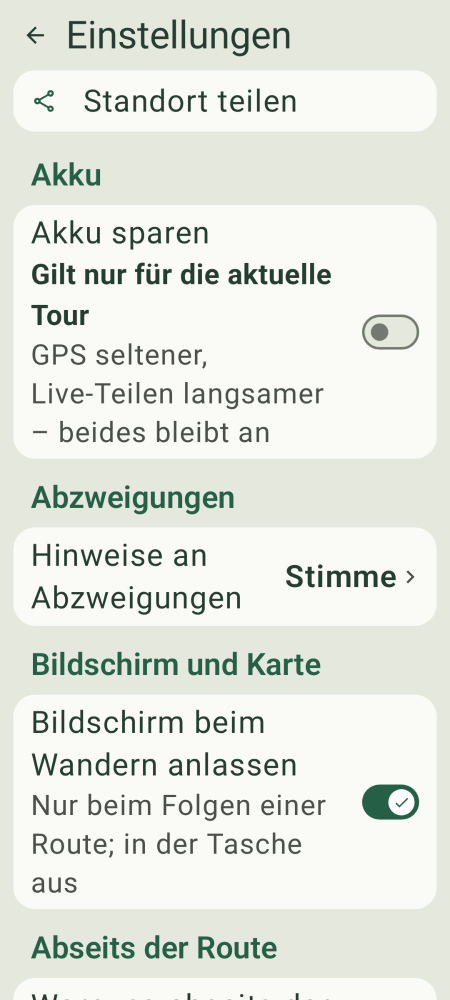 Einstellungen
Standort teilen
Akku
Akku sparen
Gilt nur für die aktuelle
Tour
GPS seltener,
Live-Teilen langsamer
– beides bleibt an
Abzweigungen
Hinweise an
Abzweigungen
Stimme
Bildschirm und Karte
Bildschirm beim
Wandern anlassen
Nur beim Folgen einer
Route; in der Tasche
aus
Abseits der Route